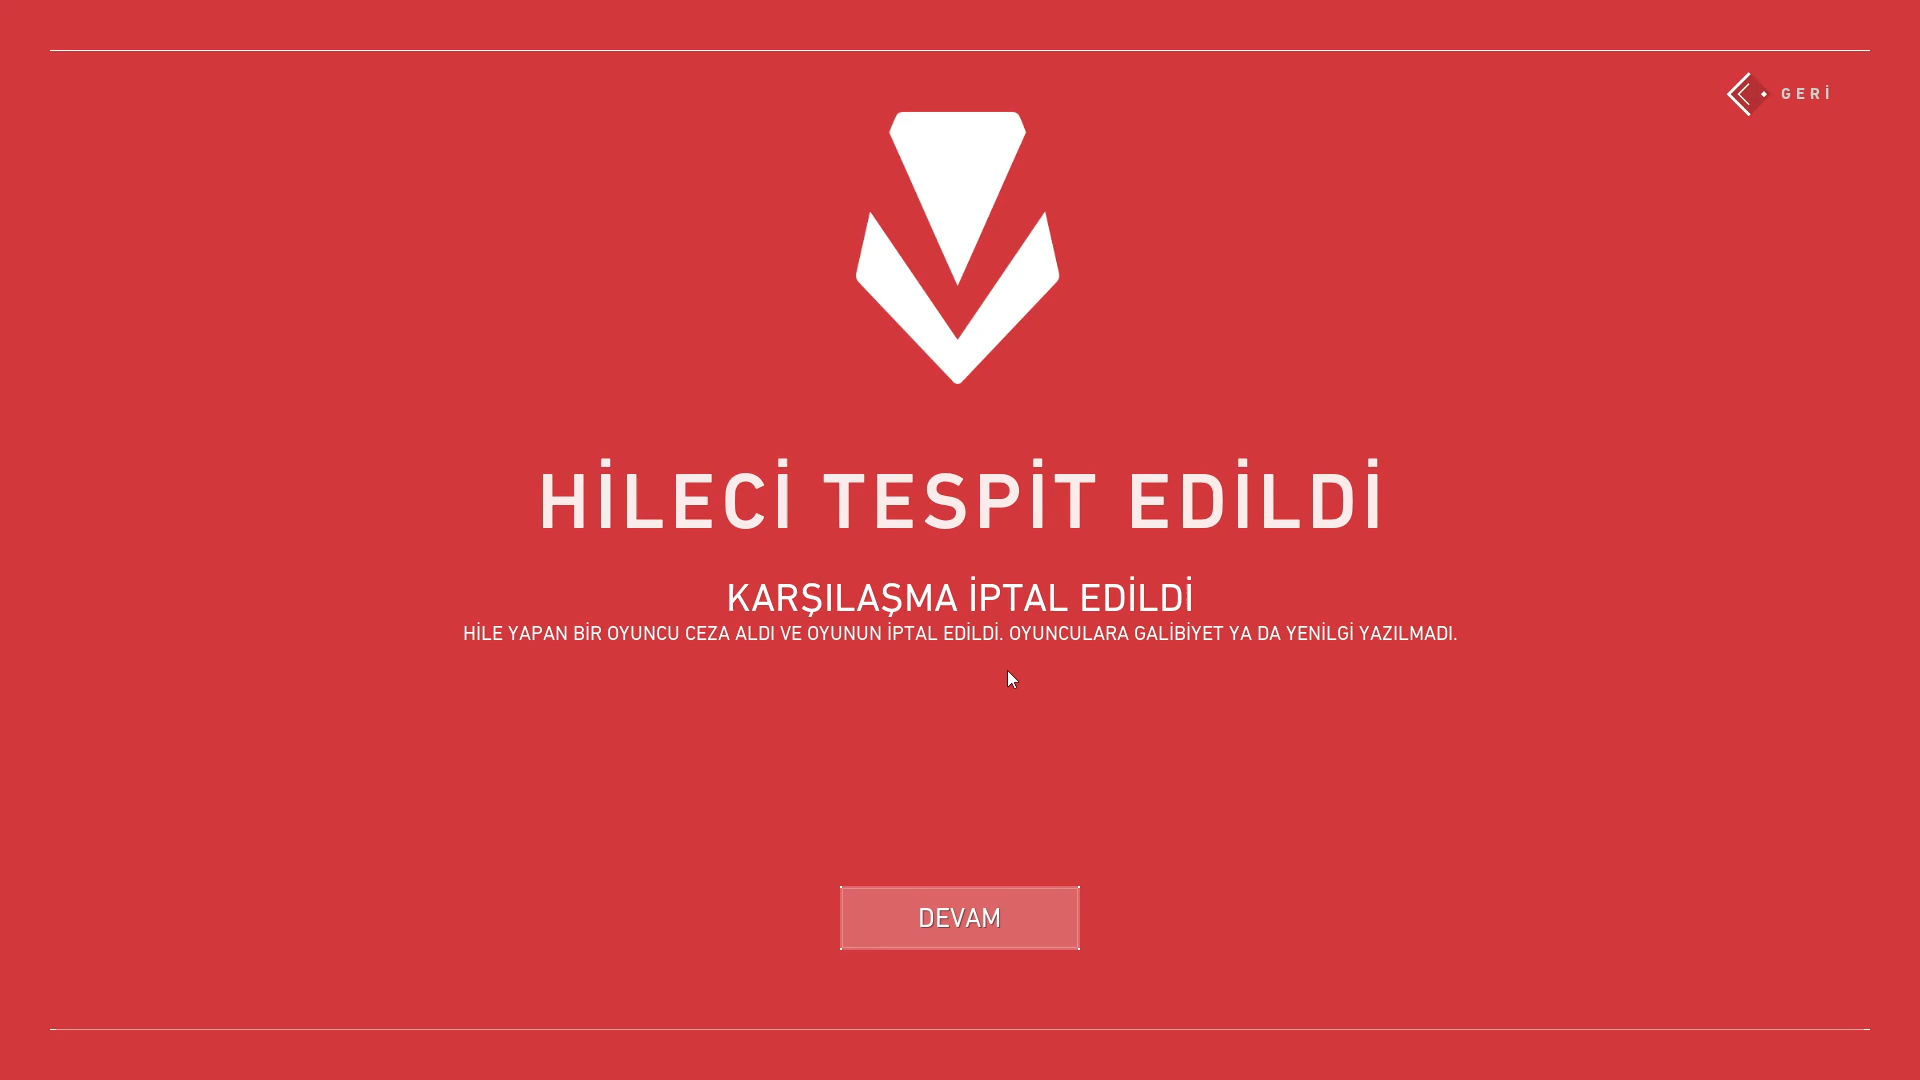 GERİ
HİLECİ TESPİT EDİLDİ
KARŞILAŞMA İPTAL EDİLDİ
HİLE YAPAN BİR OYUNCU CEZA ALDI VE OYUNUN İPTAL EDİLDİ. OYUNCULARA GALİBİYET YA DA YENİLGİ YAZILMADI.
DEVAM